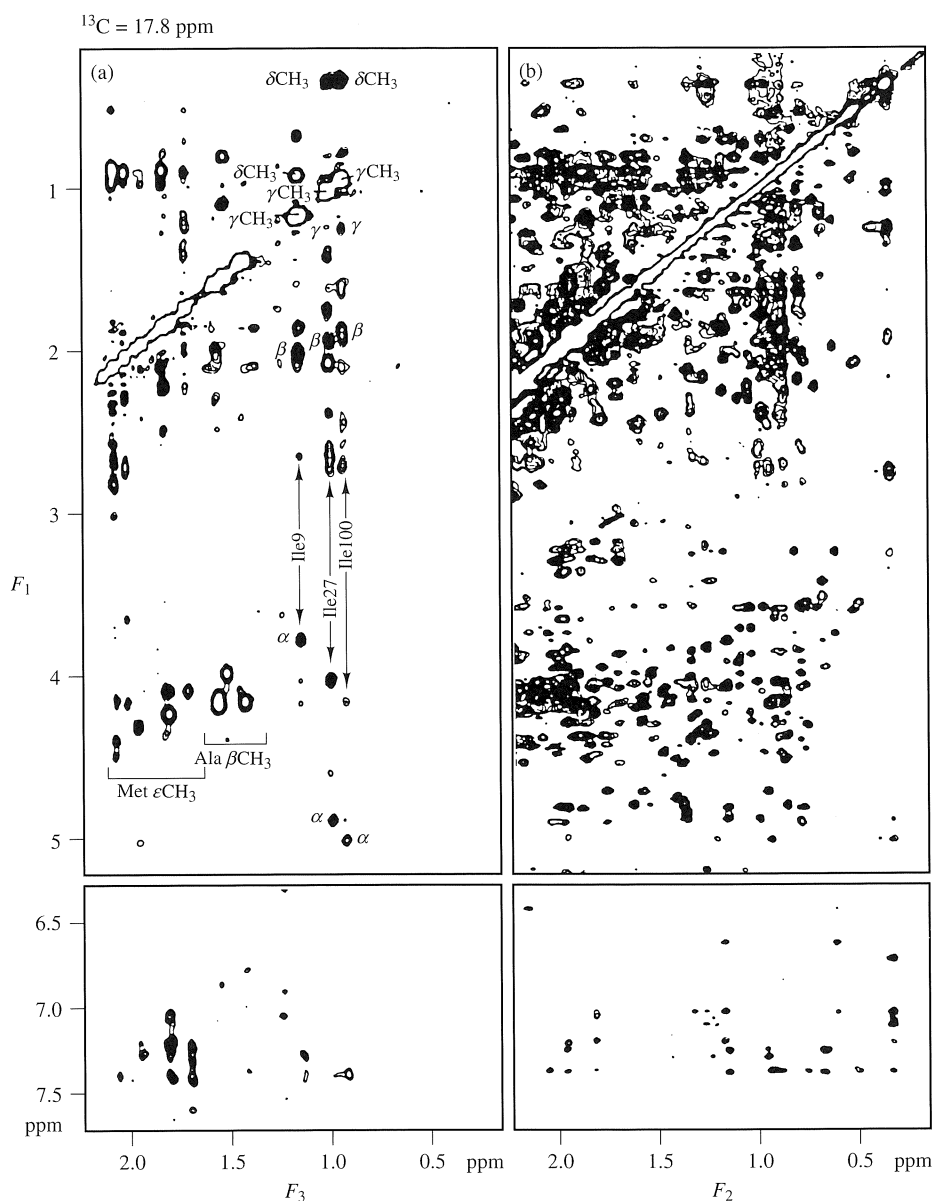 ¹³C = 17.8 ppm
(a)
(b)
δCH₃ δCH₃
δCH₃
γCH₃
γCH₃
γCH₃
γ γ
β β β
Ile9
Ile27
Ile100
α
α
α
Ala βCH₃
Met εCH₃
1
2
3
F₁
4
5
6.5
7.0
7.5
ppm
2.0 1.5 1.0 0.5 ppm
F₃
2.0 1.5 1.0 0.5 ppm
F₂